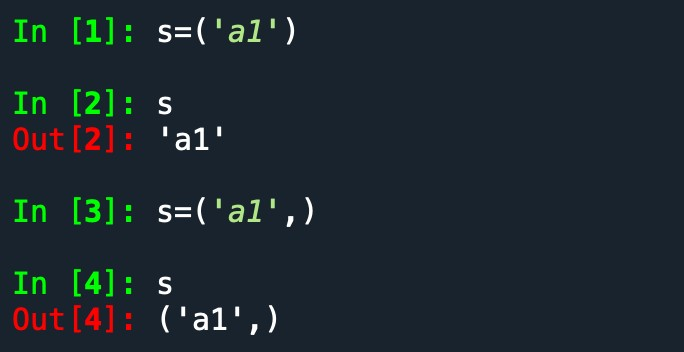 In [1]: s=('a1')
In [2]: s
Out[2]: 'a1'
In [3]: s=('a1',)
In [4]: s
Out[4]: ('a1',)